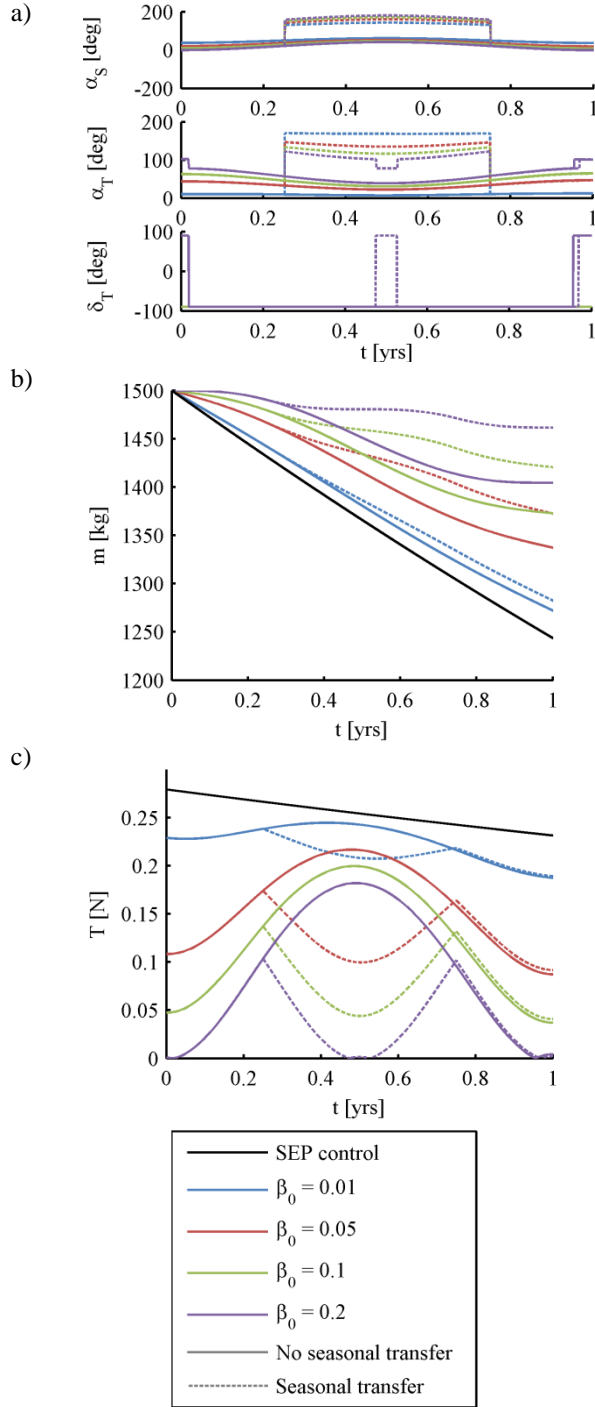 a)
200
0
-200
α_S [deg]
0 0.2 0.4 0.6 0.8 1
200
100
0
α_T [deg]
0 0.2 0.4 0.6 0.8 1
100
0
-100
δ_T [deg]
0 0.2 0.4 0.6 0.8 1
t [yrs]
b)
1500
1450
1400
1350
1300
1250
1200
m [kg]
0 0.2 0.4 0.6 0.8 1
t [yrs]
c)
0.25
0.2
0.15
0.1
0.05
0
T [N]
0 0.2 0.4 0.6 0.8 1
t [yrs]
SEP control
β_0 = 0.01
β_0 = 0.05
β_0 = 0.1
β_0 = 0.2
No seasonal transfer
Seasonal transfer